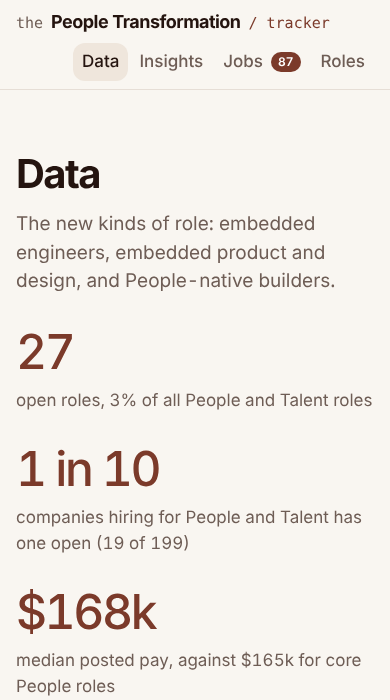 the People Transformation / tracker
Data Insights Jobs 87 Roles
Data
The new kinds of role: embedded
engineers, embedded product and
design, and People-native builders.
27
open roles, 3% of all People and Talent roles
1 in 10
companies hiring for People and Talent has
one open (19 of 199)
$168k
median posted pay, against $165k for core
People roles